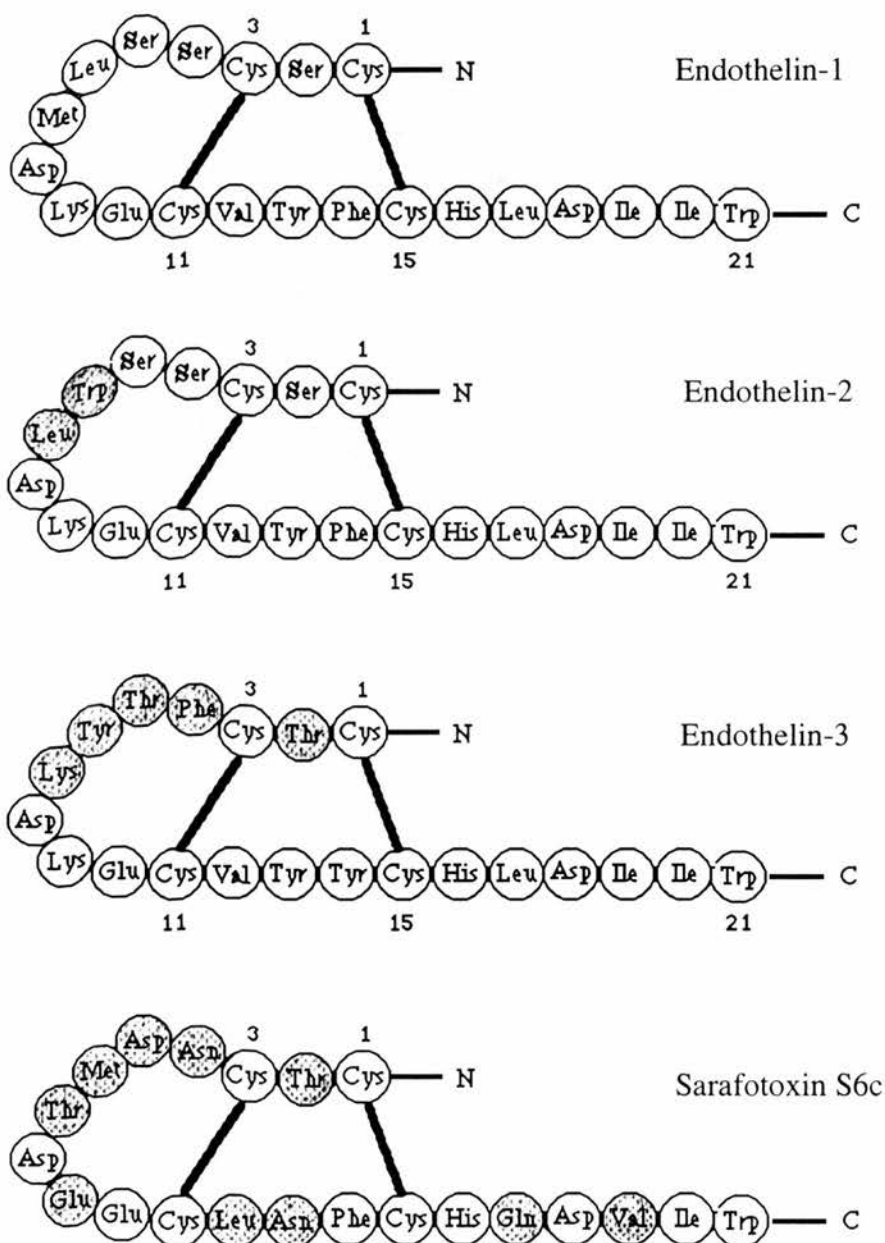 3 1
Leu Ser Ser Cys Ser Cys N Endothelin-1
Met
Asp
Lys Glu Cys Val Tyr Phe Cys His Leu Asp Ile Ile Trp C
11 15 21
3 1
Trp Ser Ser Cys Ser Cys N Endothelin-2
Leu
Asp
Lys Glu Cys Val Tyr Phe Cys His Leu Asp Ile Ile Trp C
11 15 21
3 1
Tyr Thr Phe Cys Thr Cys N Endothelin-3
Lys
Asp
Lys Glu Cys Val Tyr Tyr Cys His Leu Asp Ile Ile Trp C
11 15 21
3 1
Met Asp Asn Cys Thr Cys N Sarafotoxin S6c
Thr
Asp
Glu Glu Cys Leu Asn Phe Cys His Gln Asp Val Ile Trp C